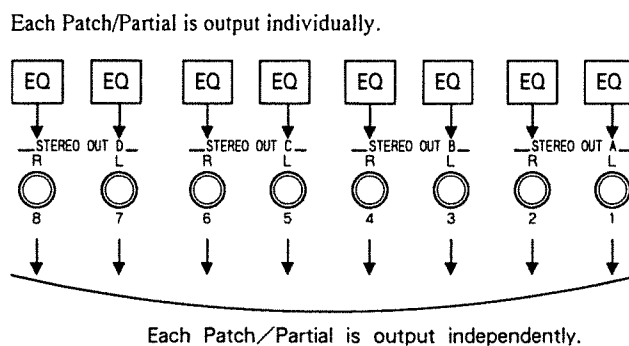 Each Patch/Partial is output individually.
EQ EQ EQ EQ EQ EQ EQ EQ
STEREO OUT D STEREO OUT C STEREO OUT B STEREO OUT A
R L R L R L R L
8 7 6 5 4 3 2 1
Each Patch/Partial is output independently.